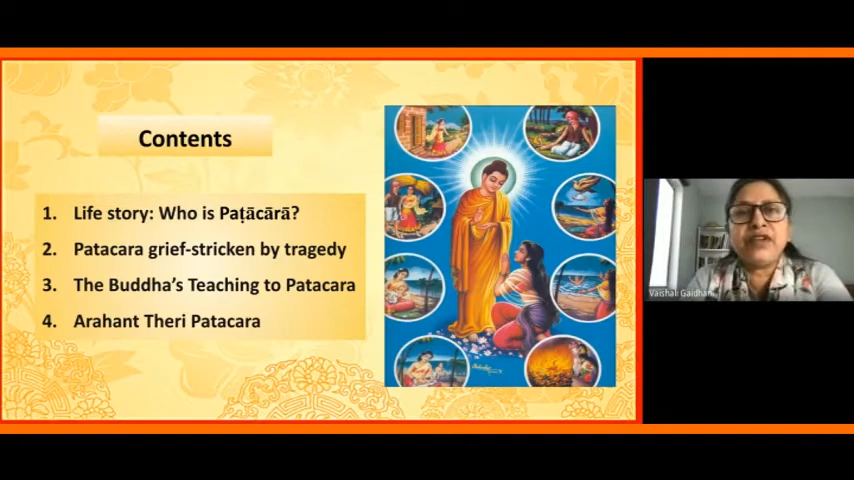 Contents
1. Life story: Who is Paṭācārā?
2. Patacara grief-stricken by tragedy
3. The Buddha's Teaching to Patacara
4. Arahant Theri Patacara
Vaishali Gaidhani